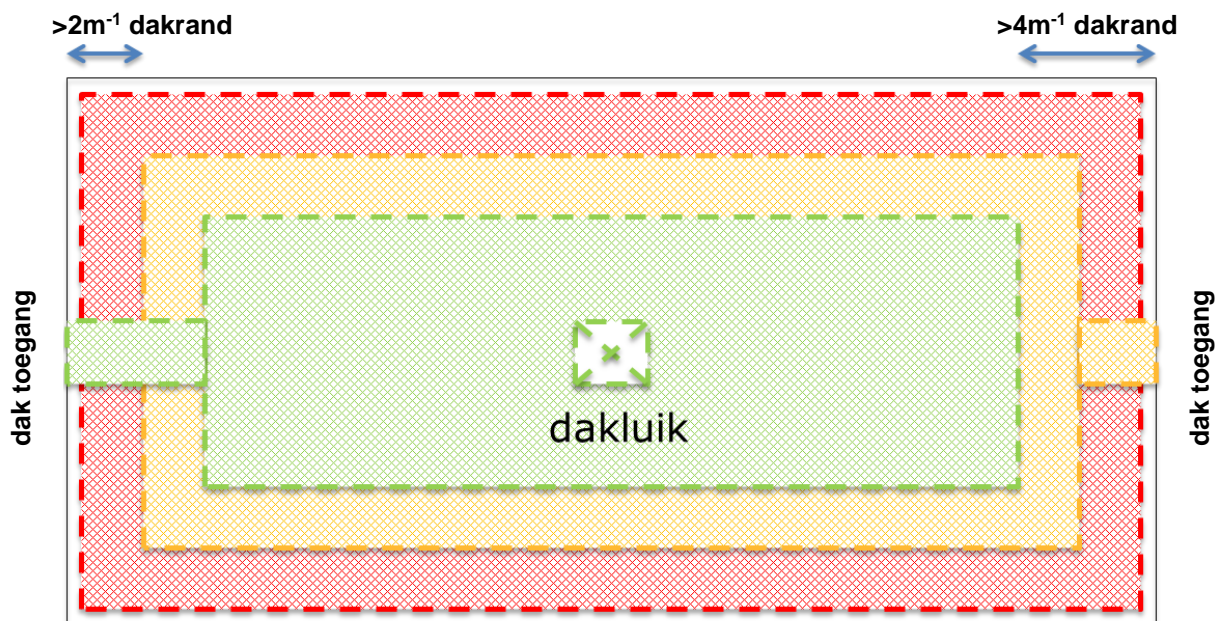 >2m⁻¹ dakrand
>4m⁻¹ dakrand
dak toegang
dak toegang
dakluik